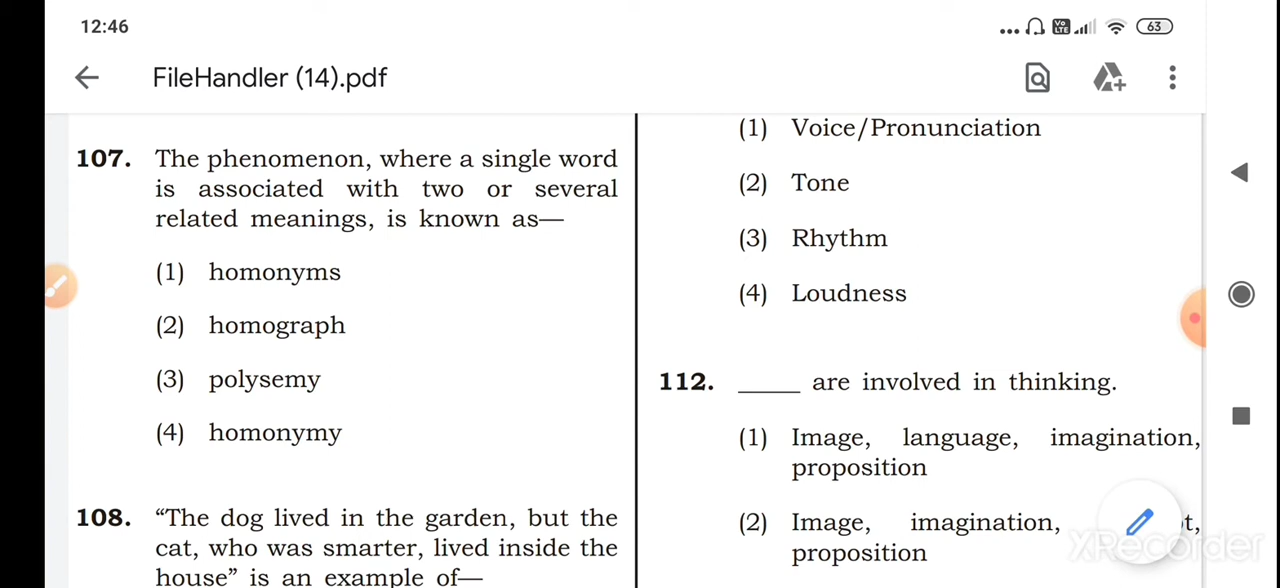 12:46
Vo LTE
63
FileHandler (14).pdf
107. The phenomenon, where a single word
is associated with two or several
related meanings, is known as—
(1) homonyms
(2) homograph
(3) polysemy
(4) homonymy
108. “The dog lived in the garden, but the
cat, who was smarter, lived inside the
house” is an example of—
(1) Voice/Pronunciation
(2) Tone
(3) Rhythm
(4) Loudness
112. _____ are involved in thinking.
(1) Image, language, imagination,
proposition
(2) Image, imagination, t,
proposition
XRecorder